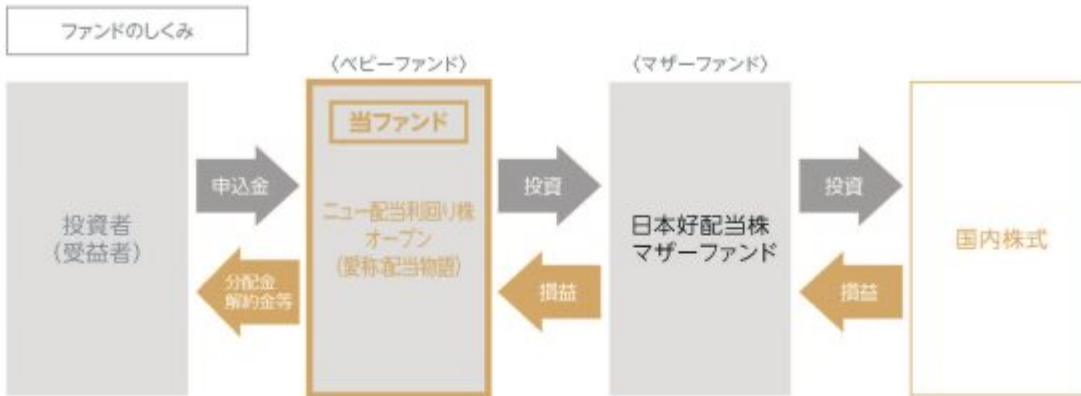 ファンドのしくみ
〈ベビーファンド〉
〈マザーファンド〉
投資者
(受益者)
申込金
分配金
解約金等
当ファンド
ニュー配当利回り株
オープン
(愛称:配当物語)
投資
損益
日本好配当株
マザーファンド
投資
損益
国内株式